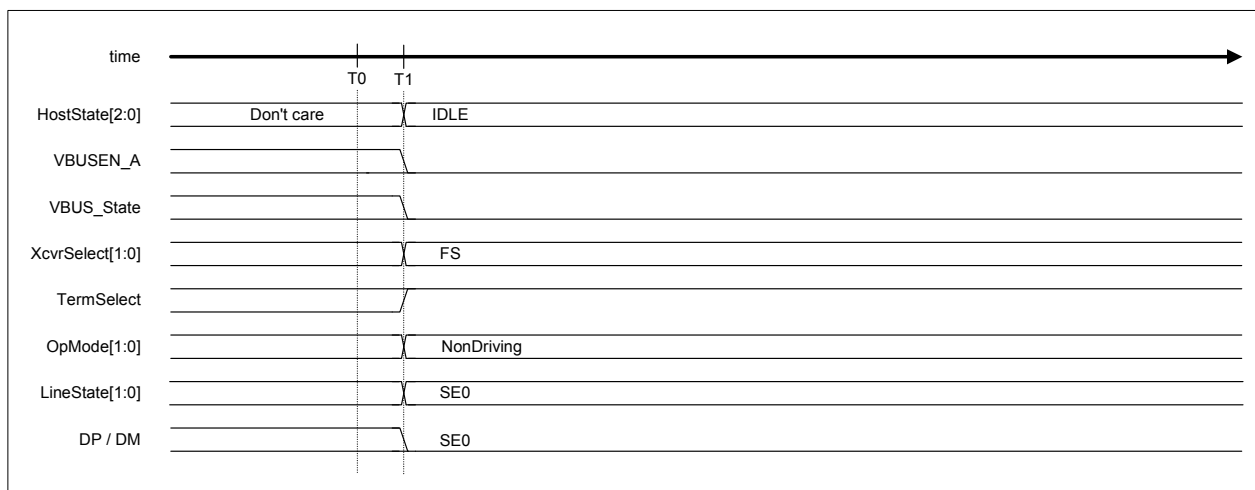 time
T0 T1
HostState[2:0] Don't care IDLE
VBUSEN_A
VBUS_State
XcvrSelect[1:0] FS
TermSelect
OpMode[1:0] NonDriving
LineState[1:0] SE0
DP / DM SE0